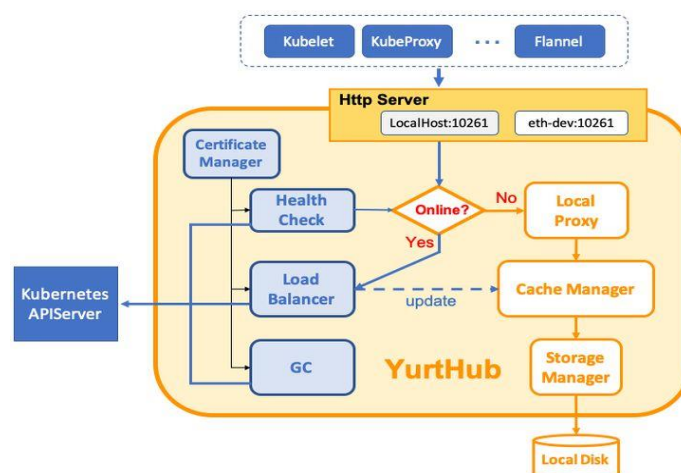 Kubelet
KubeProxy
...
Flannel
Http Server
LocalHost:10261
eth-dev:10261
Certificate
Manager
Health
Check
Online?
No
Local
Proxy
Yes
Kubernetes
APIServer
Load
Balancer
update
Cache Manager
GC
YurtHub
Storage
Manager
Local Disk